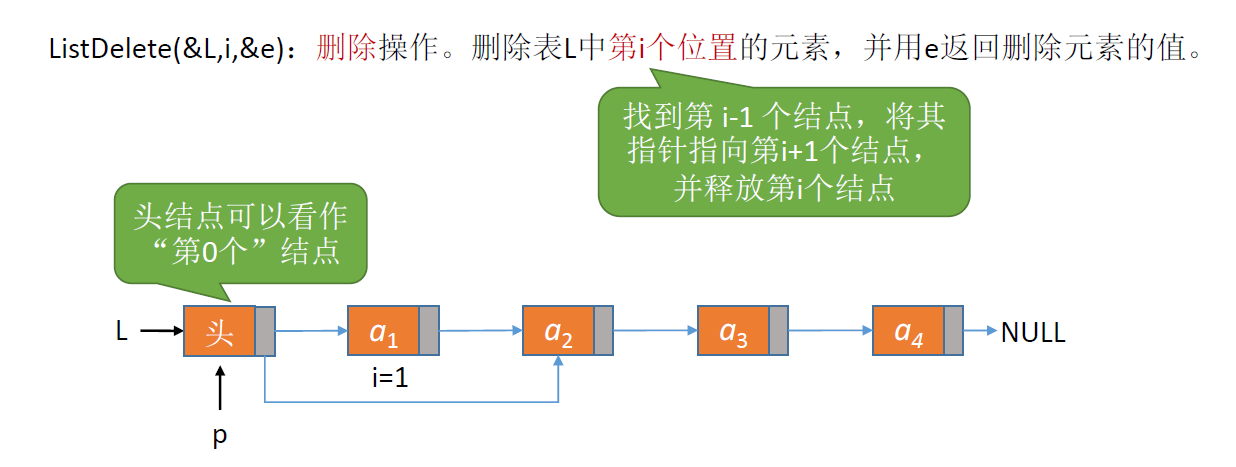 ListDelete(&L,i,&e)：删除操作。删除表L中第i个位置的元素，并用e返回删除元素的值。
找到第 i-1 个结点，将其
指针指向第i+1个结点，
并释放第i个结点
头结点可以看作
“第0个”结点
L 头 a1 a2 a3 a4 NULL
i=1
p